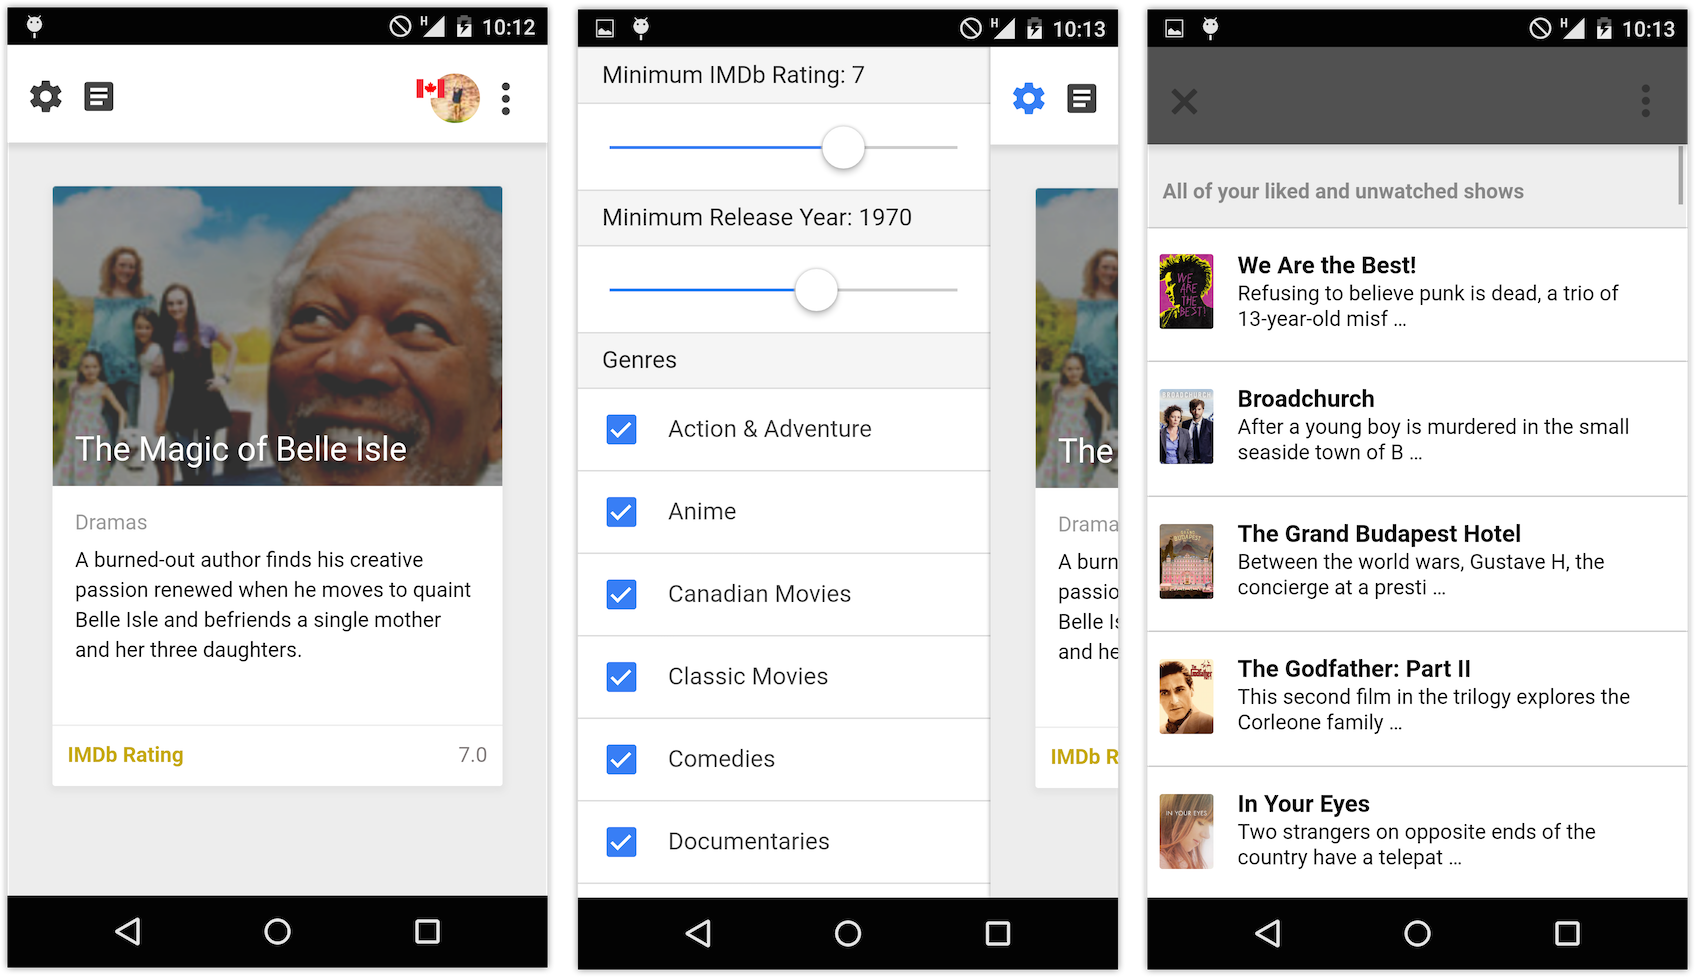 H
10:12
The Magic of Belle Isle
Dramas
A burned-out author finds his creative
passion renewed when he moves to quaint
Belle Isle and befriends a single mother
and her three daughters.
IMDb Rating 7.0
H
10:13
Minimum IMDb Rating: 7
Minimum Release Year: 1970
Genres
Action & Adventure
Anime
Canadian Movies
Classic Movies
Comedies
Documentaries
The
Drama
A burn
passio
Belle Is
and he
IMDb R
H
10:13
All of your liked and unwatched shows
WE
ARE
THE
BEST!
We Are the Best!
Refusing to believe punk is dead, a trio of
13-year-old misf ...
BROADCHURCH
Broadchurch
After a young boy is murdered in the small
seaside town of B ...
BUDAPEST
The Grand Budapest Hotel
Between the world wars, Gustave H, the
concierge at a presti ...
The Godfather: Part II
This second film in the trilogy explores the
Corleone family ...
IN YOUR EYES
In Your Eyes
Two strangers on opposite ends of the
country have a telepat ...